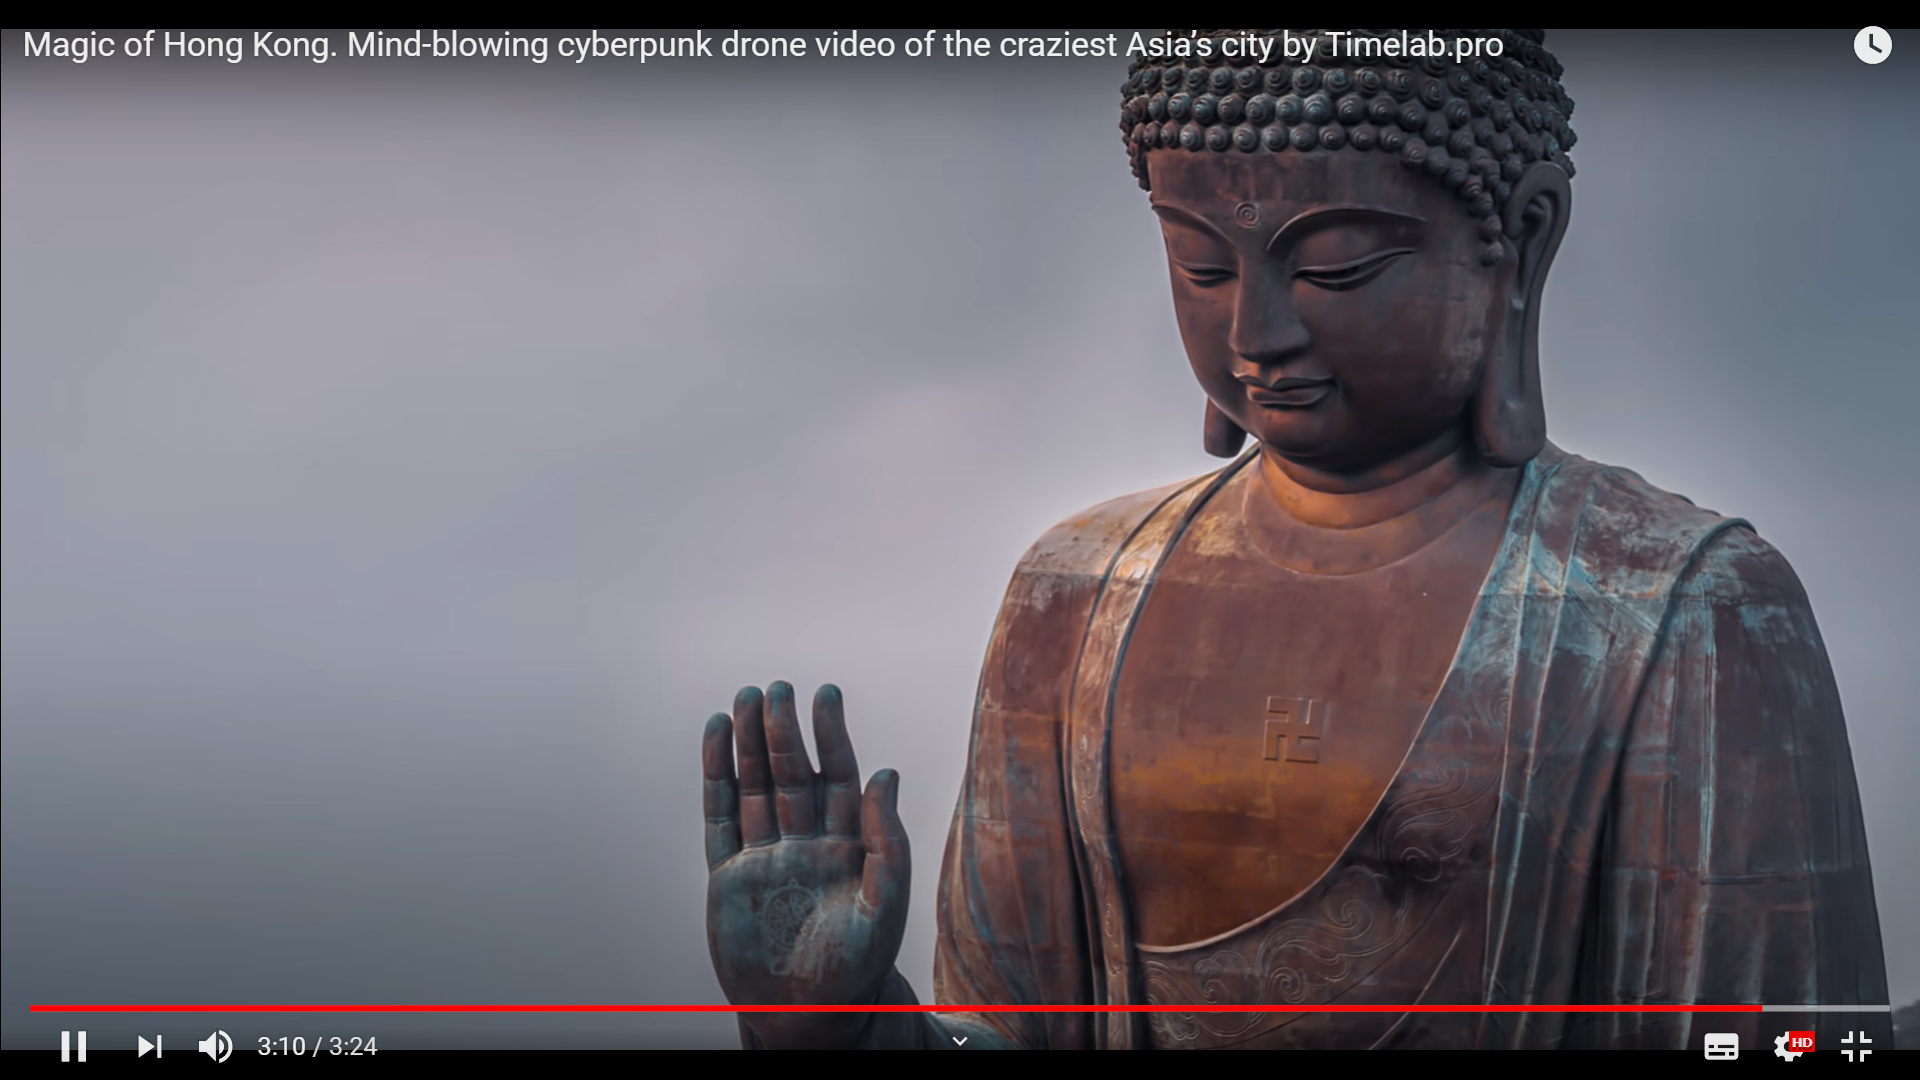 Magic of Hong Kong. Mind-blowing cyberpunk drone video of the craziest Asia’s city by Timelab.pro
卍
3:10 / 3:24
HD